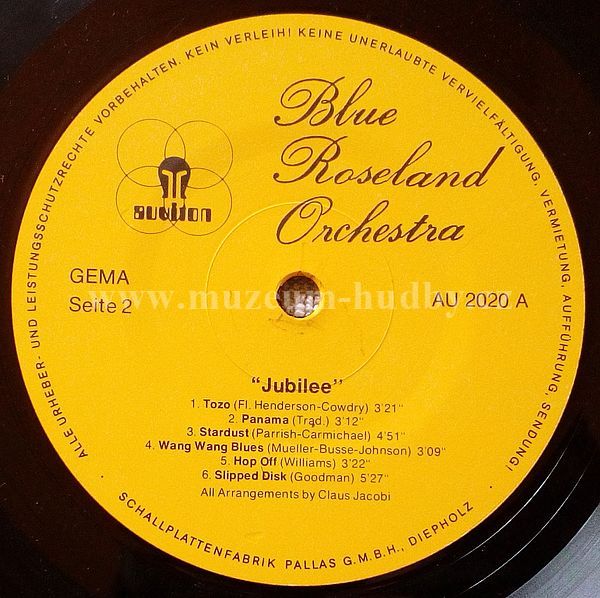 Blue
Roseland
Orchestra
auditon
GEMA
Seite 2
AU 2020 A
www.muzeum-hudby.cz
"Jubilee"
1. Tozo (Fl. Henderson-Cowdry) 3'21"
2. Panama (Trad.) 3'12"
3. Stardust (Parrish-Carmichael) 4'51"
4. Wang Wang Blues (Mueller-Busse-Johnson) 3'09"
5. Hop Off (Williams) 3'22"
6. Slipped Disk (Goodman) 5'27"
All Arrangements by Claus Jacobi
ALLE URHEBER- UND LEISTUNGSSCHUTZRECHTE VORBEHALTEN. KEIN VERLEIH! KEINE UNERLAUBTE VERVIELFÄLTIGUNG, VERMIETUNG, AUFFÜHRUNG, SENDUNG!
SCHALLPLATTENFABRIK PALLAS G.M.B.H., DIEPHOLZ